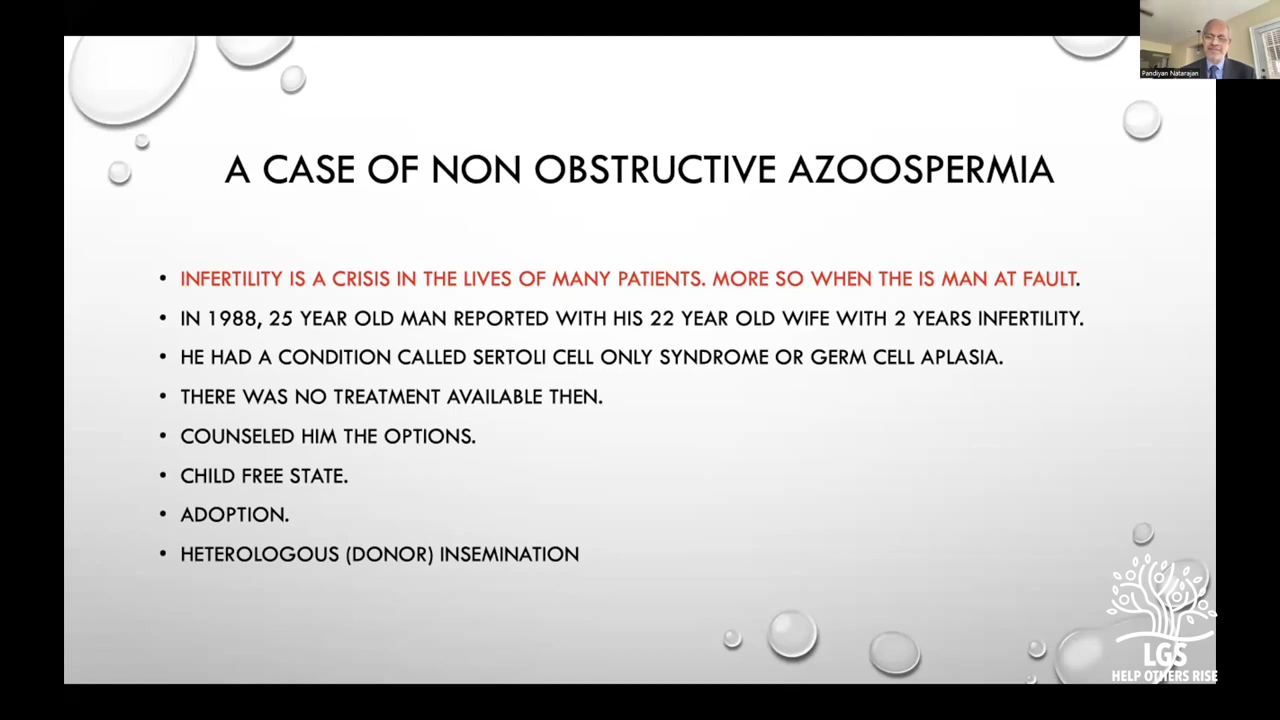 Pandiyan Natarajan
A CASE OF NON OBSTRUCTIVE AZOOSPERMIA
• INFERTILITY IS A CRISIS IN THE LIVES OF MANY PATIENTS. MORE SO WHEN THE IS MAN AT FAULT.
• IN 1988, 25 YEAR OLD MAN REPORTED WITH HIS 22 YEAR OLD WIFE WITH 2 YEARS INFERTILITY.
• HE HAD A CONDITION CALLED SERTOLI CELL ONLY SYNDROME OR GERM CELL APLASIA.
• THERE WAS NO TREATMENT AVAILABLE THEN.
• COUNSELED HIM THE OPTIONS.
• CHILD FREE STATE.
• ADOPTION.
• HETEROLOGOUS (DONOR) INSEMINATION
LGS
HELP OTHERS RISE